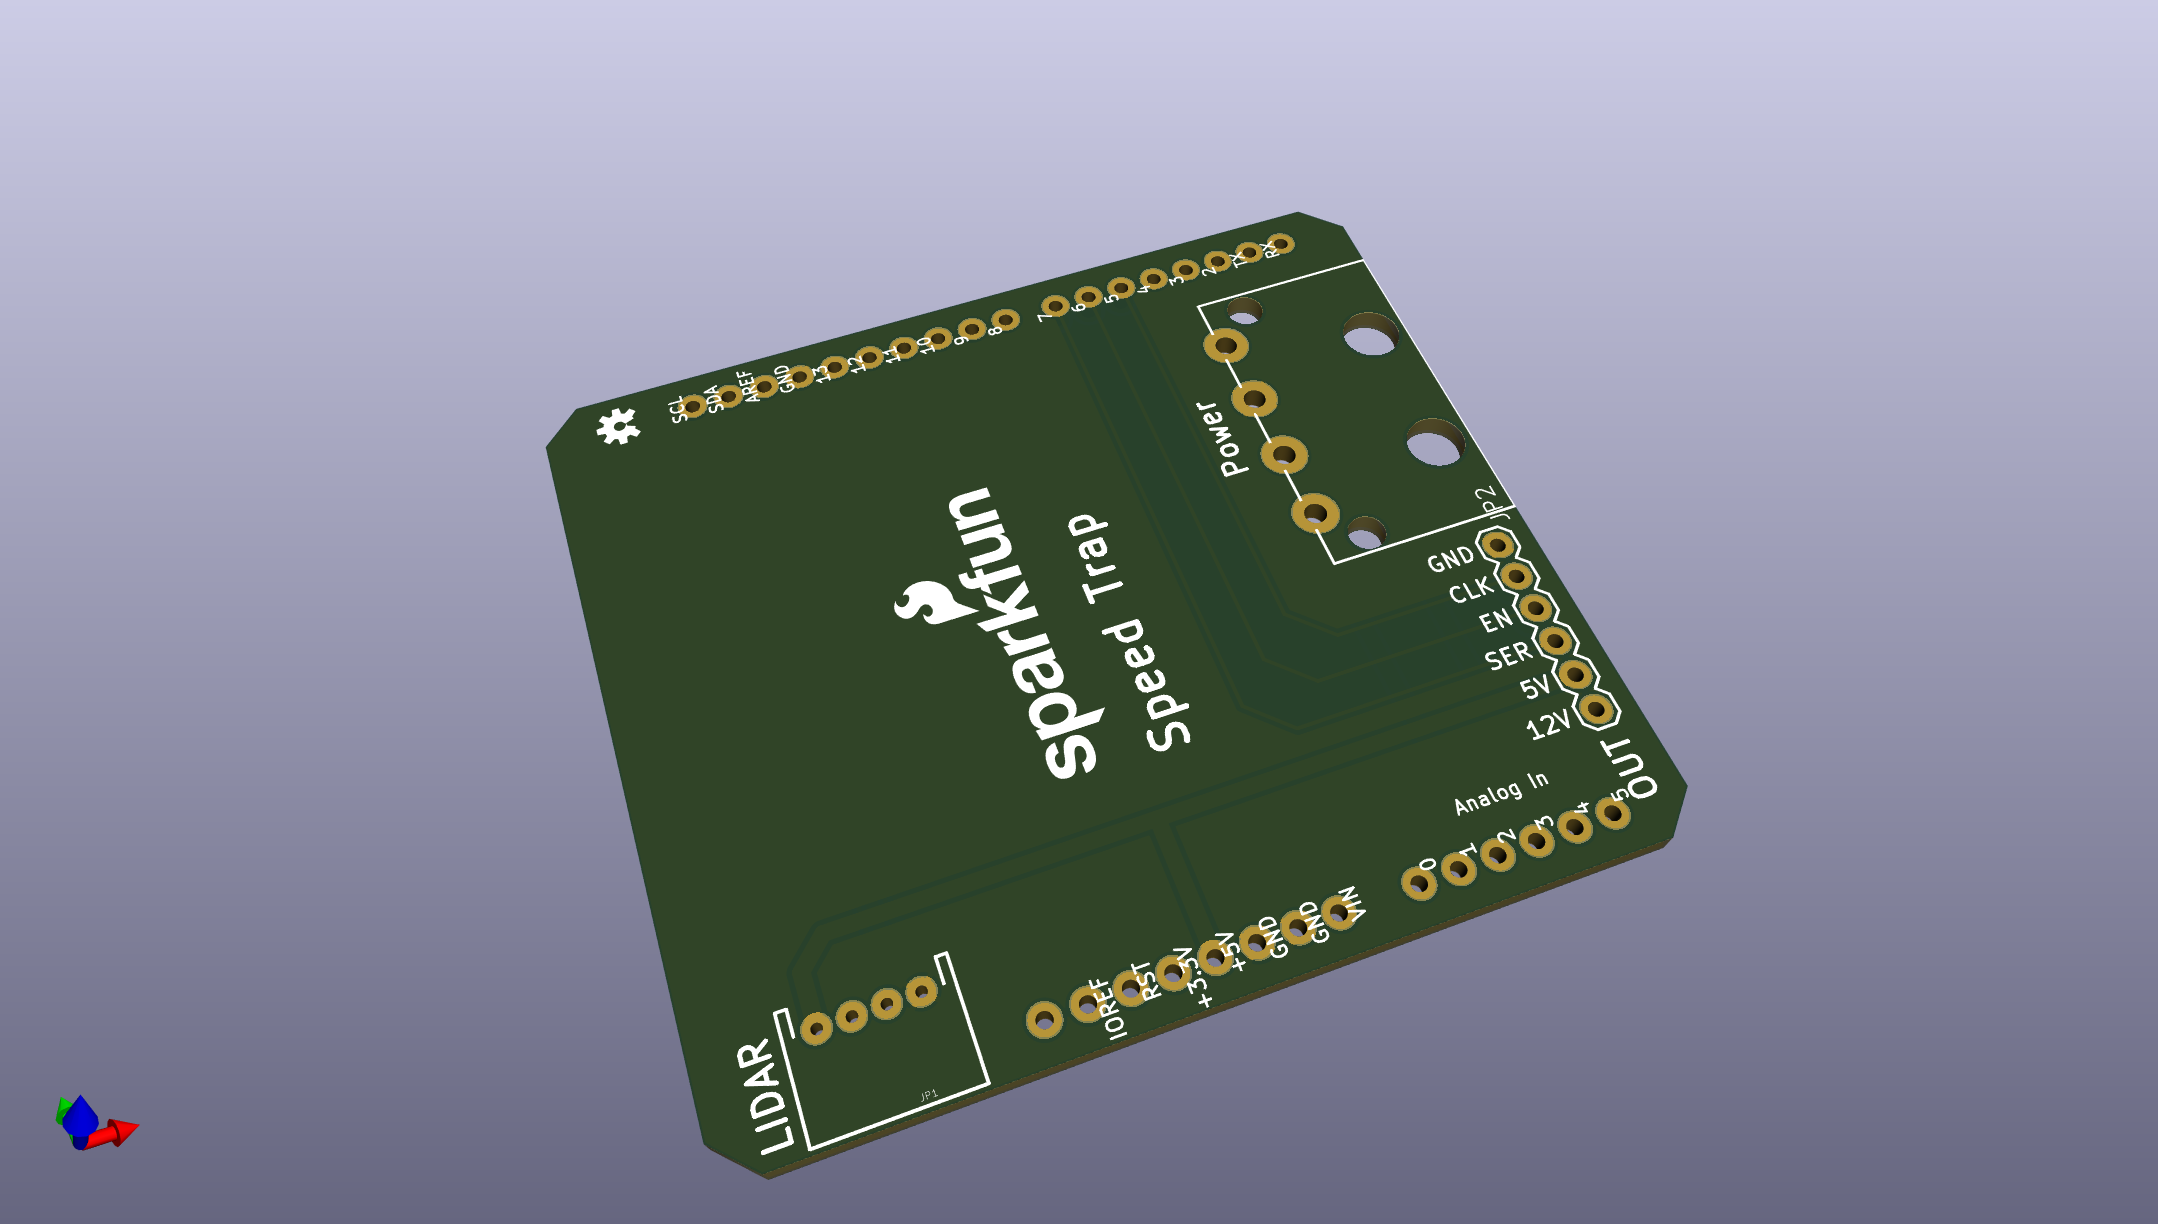 SCL
SDA
AREF
GND
13
12
11
10
9
8
7
6
5
4
3
2
TX
RX
Power
JP2
sparkfun
Speed Trap
GND
CLK
EN
SER
5V
12V
OUT
Analog In
0
1
2
3
4
5
IOREF
RST
+3.3V
+5V
GND
GND
VIN
LIDAR
JP1